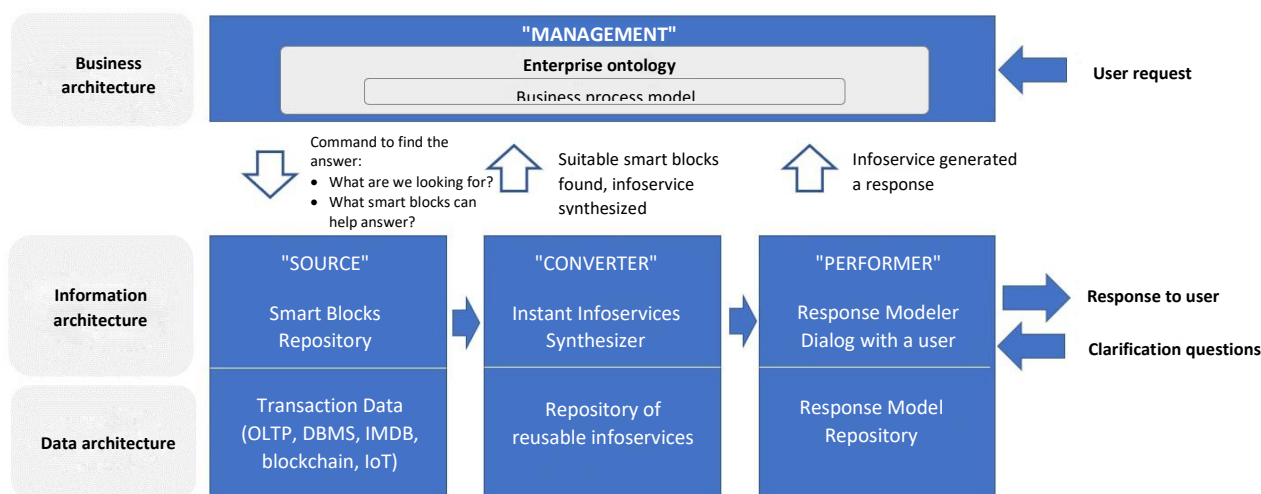 Business
architecture
"MANAGEMENT"
Enterprise ontology
Business process model
User request
Command to find the
answer:
• What are we looking for?
• What smart blocks can
help answer?
Suitable smart blocks
found, infoservice
synthesized
Infoservice generated
a response
Information
architecture
"SOURCE"
Smart Blocks
Repository
"CONVERTER"
Instant Infoservices
Synthesizer
"PERFORMER"
Response Modeler
Dialog with a user
Response to user
Clarification questions
Data architecture
Transaction Data
(OLTP, DBMS, IMDB,
blockchain, IoT)
Repository of
reusable infoservices
Response Model
Repository